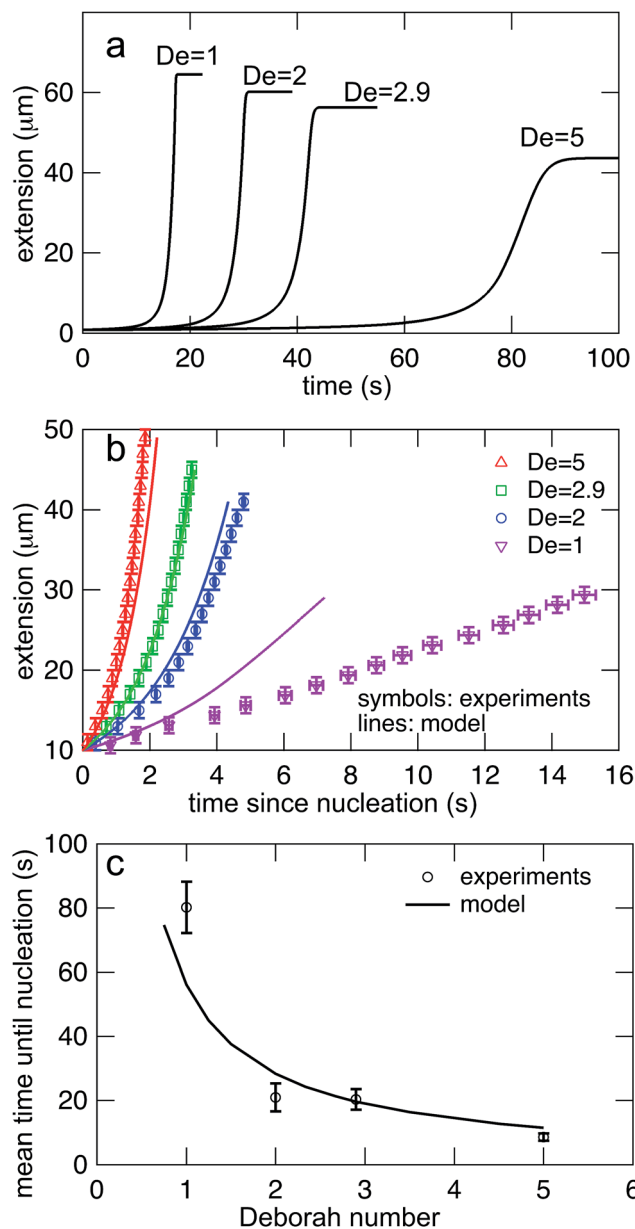 a
De=1
De=2
De=2.9
De=5
extension (μm)
60
40
20
0
0
20
40
60
80
100
time (s)
b
De=5
De=2.9
De=2
De=1
symbols: experiments
lines: model
extension (μm)
50
40
30
20
10
0
2
4
6
8
10
12
14
16
time since nucleation (s)
c
experiments
model
mean time until nucleation (s)
100
80
60
40
20
0
0
1
2
3
4
5
6
Deborah number